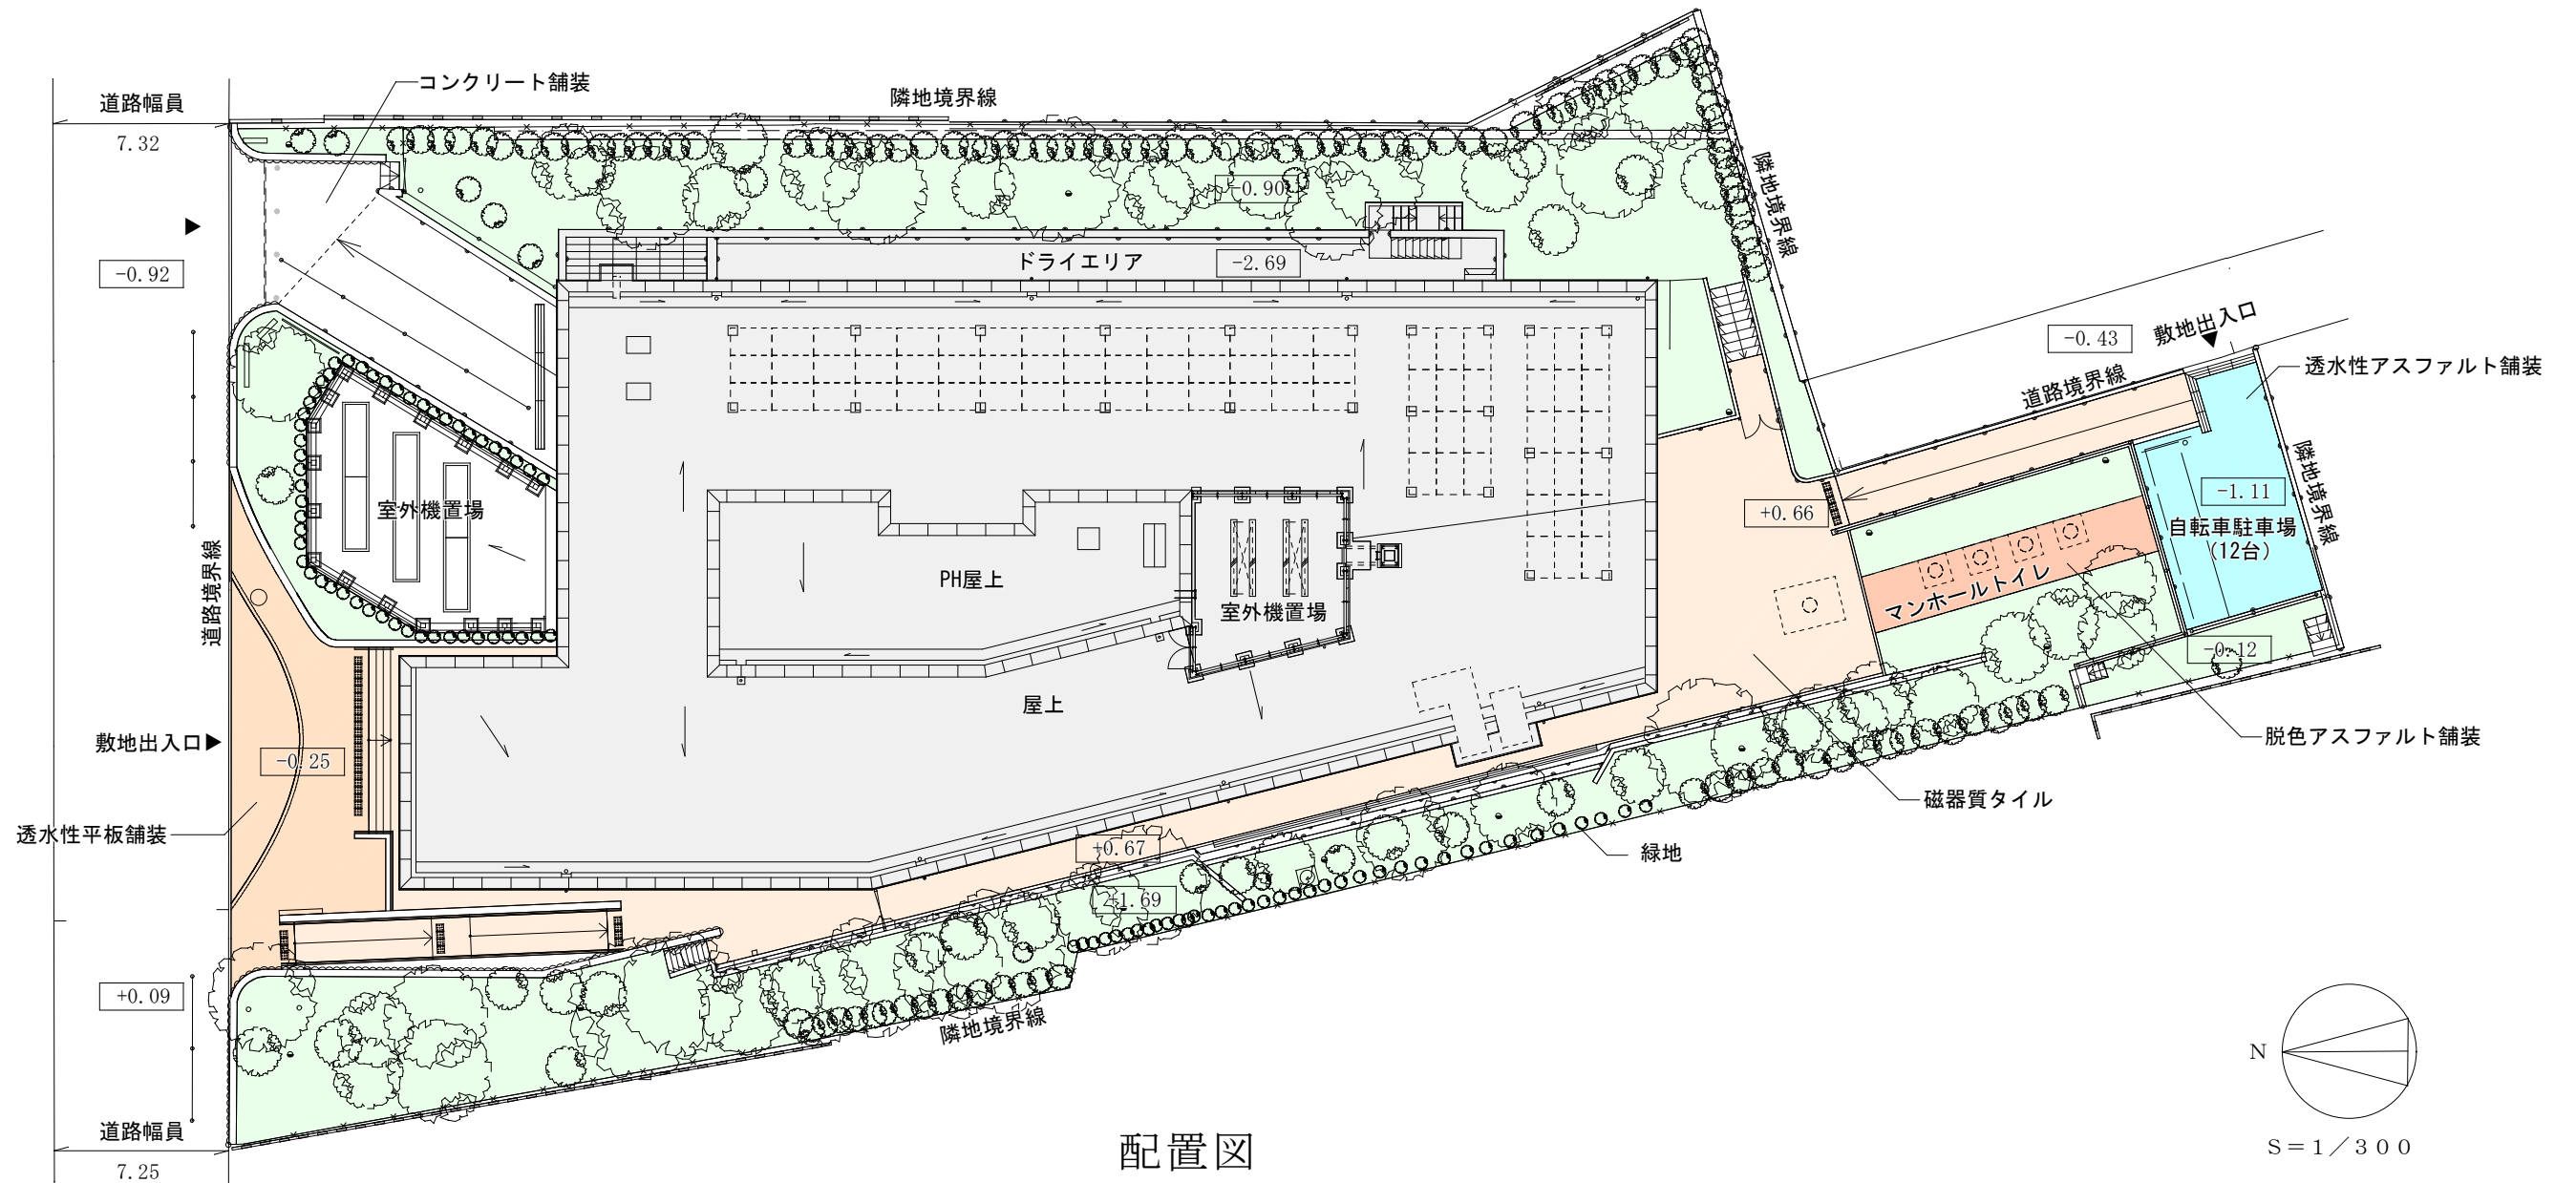 コンクリート舗装
道路幅員
7.32
隣地境界線
隣地境界線
-0.90
ドライエリア
-2.69
-0.92
-0.43
敷地出入口
道路境界線
透水性アスファルト舗装
隣地境界線
-1.11
自転車駐車場
(12台)
+0.66
室外機置場
道路境界線
PH屋上
室外機置場
マンホールトイレ
-0.12
屋上
敷地出入口
-0.25
脱色アスファルト舗装
磁器質タイル
透水性平板舗装
+0.67
緑地
+1.69
+0.09
隣地境界線
道路幅員
7.25
配置図
N
S=1/300